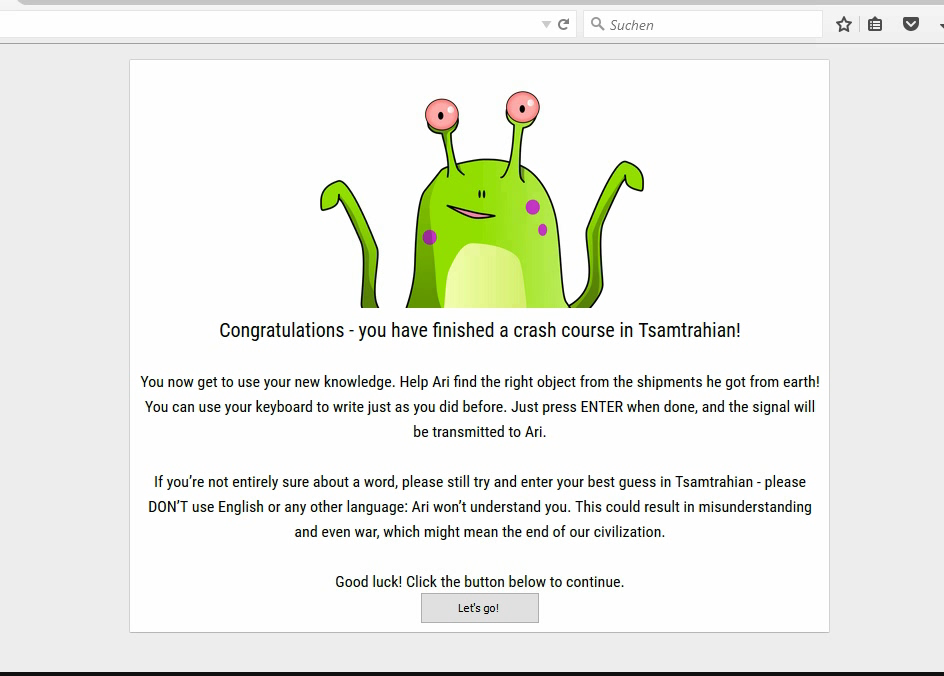 Suchen
Congratulations - you have finished a crash course in Tsamtrahian!
You now get to use your new knowledge. Help Ari find the right object from the shipments he got from earth!
You can use your keyboard to write just as you did before. Just press ENTER when done, and the signal will
be transmitted to Ari.
If you’re not entirely sure about a word, please still try and enter your best guess in Tsamtrahian - please
DON’T use English or any other language: Ari won’t understand you. This could result in misunderstanding
and even war, which might mean the end of our civilization.
Good luck! Click the button below to continue.
Let's go!